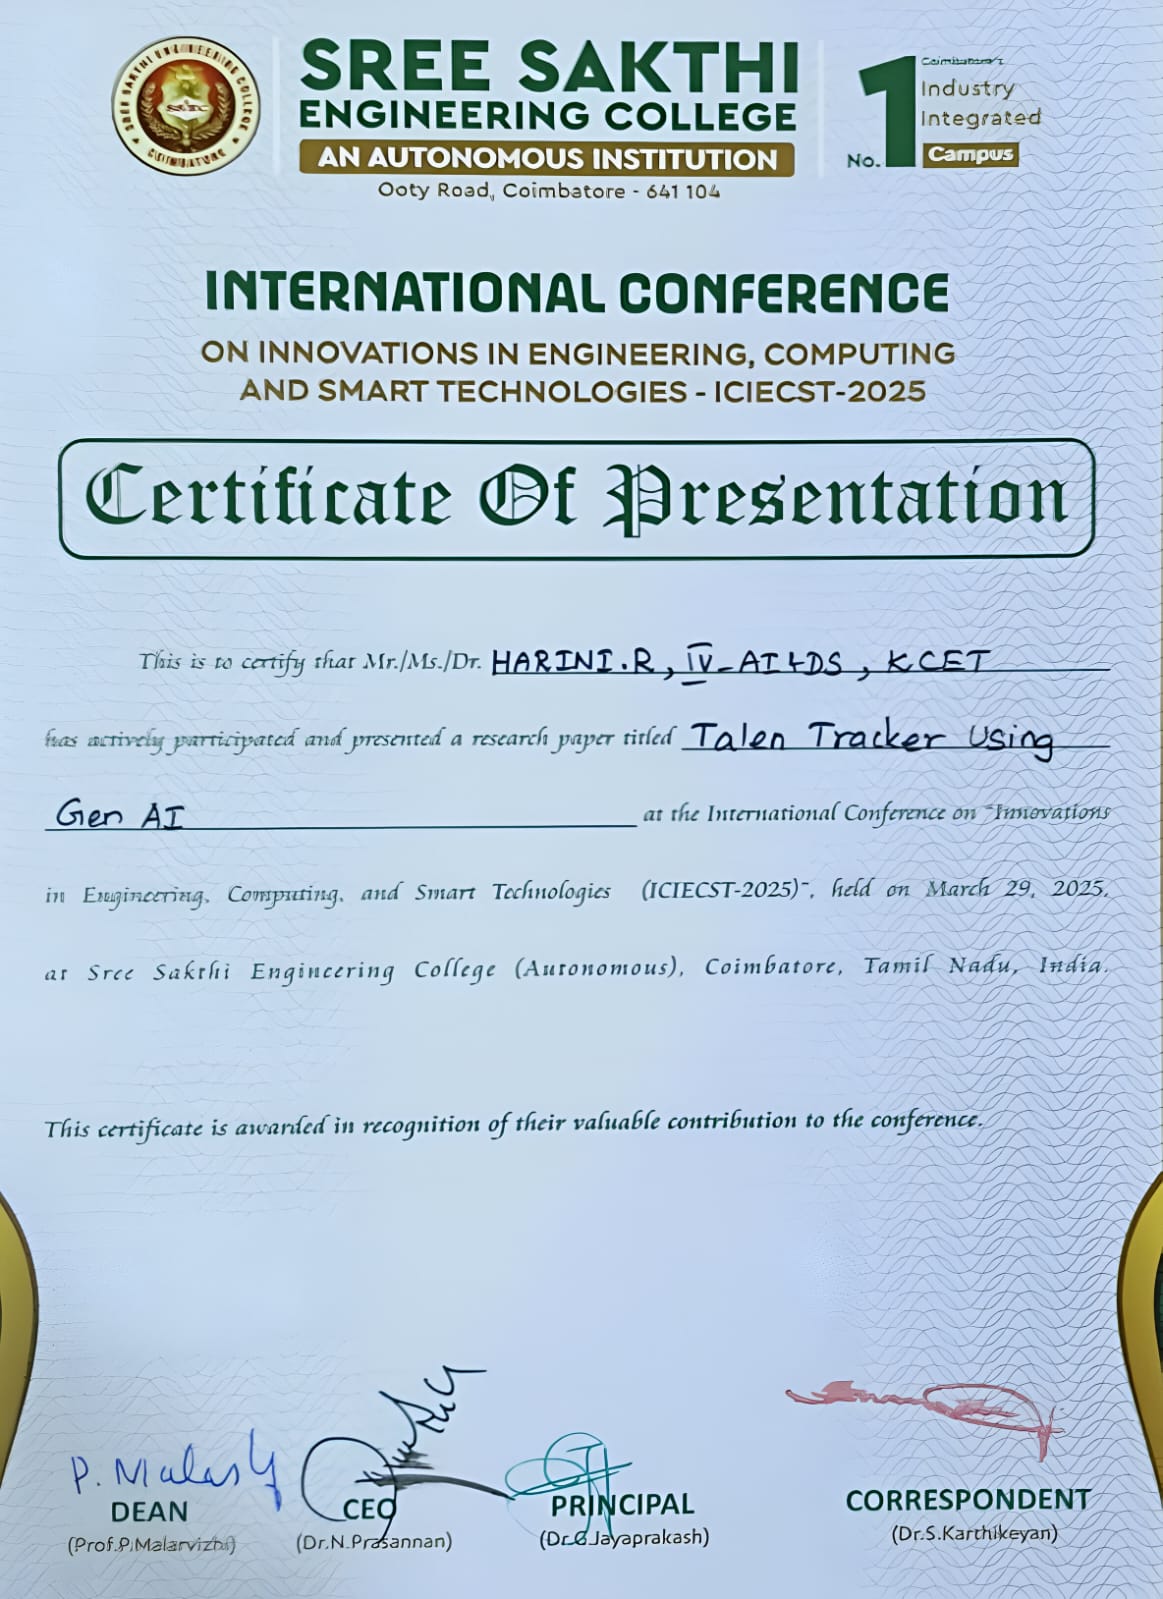 SREE SAKTHI ENGINEERING COLLEGE
COIMBATORE
SREE SAKTHI
ENGINEERING COLLEGE
AN AUTONOMOUS INSTITUTION
Ooty Road, Coimbatore - 641 104
Coimbatore's
No.1
Industry
Integrated
Campus
INTERNATIONAL CONFERENCE
ON INNOVATIONS IN ENGINEERING, COMPUTING
AND SMART TECHNOLOGIES - ICIECST-2025
Certificate Of Presentation
This is to certify that Mr./Ms./Dr. HARINI.R, IV-AI&DS, KCET
has actively participated and presented a research paper titled Talen Tracker Using
Gen AI at the International Conference on "Innovations
in Engineering, Computing, and Smart Technologies (ICIECST-2025)", held on March 29, 2025,
at Sree Sakthi Engineering College (Autonomous), Coimbatore, Tamil Nadu, India.
This certificate is awarded in recognition of their valuable contribution to the conference.
DEAN CEO PRINCIPAL CORRESPONDENT
(Prof.P.Malarvizhi) (Dr.N.Prasannan) (Dr.G.Jayaprakash) (Dr.S.Karthikeyan)